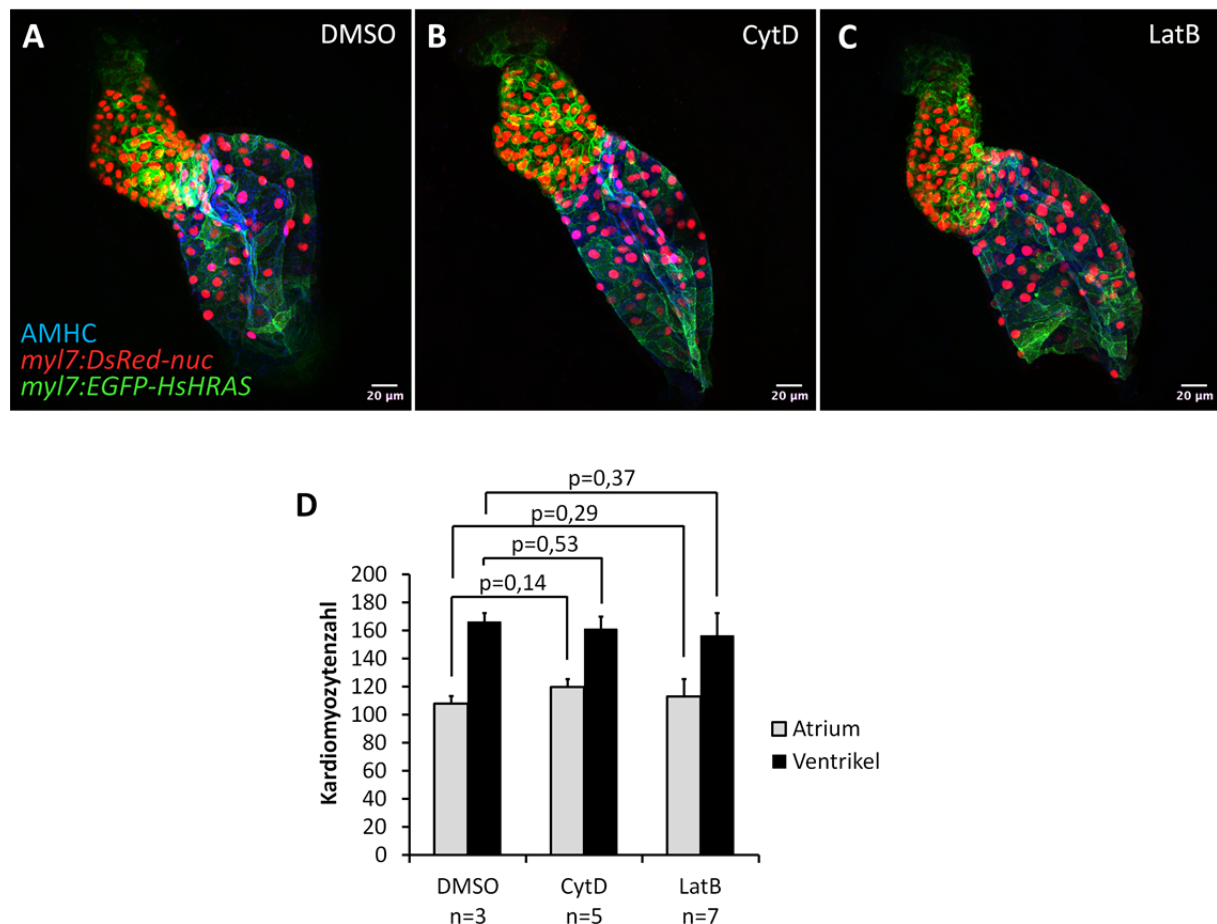 A
DMSO
B
CytD
C
LatB
AMHC
myl7:DsRed-nuc
myl7:EGFP-HsHRAS
20 µm
20 µm
20 µm
D
p=0,37
p=0,29
p=0,53
p=0,14
Kardiomyozytenzahl
200
180
160
140
120
100
80
60
40
20
0
Atrium
Ventrikel
DMSO
CytD
LatB
n=3
n=5
n=7